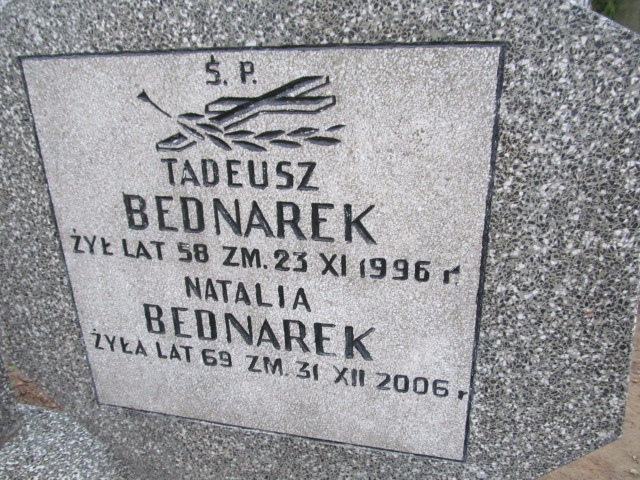 Ś. P.
TADEUSZ
BEDNAREK
ŻYŁ LAT 58 ZM. 23 XI 1996 r.
NATALIA
BEDNAREK
ŻYŁA LAT 69 ZM. 31 XII 2006 r.